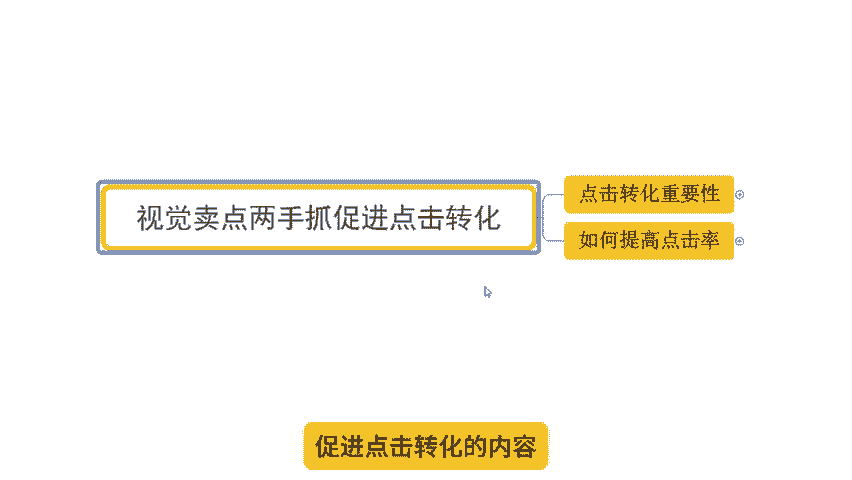 视觉卖点两手抓促进点击转化
点击转化重要性
如何提高点击率
促进点击转化的内容